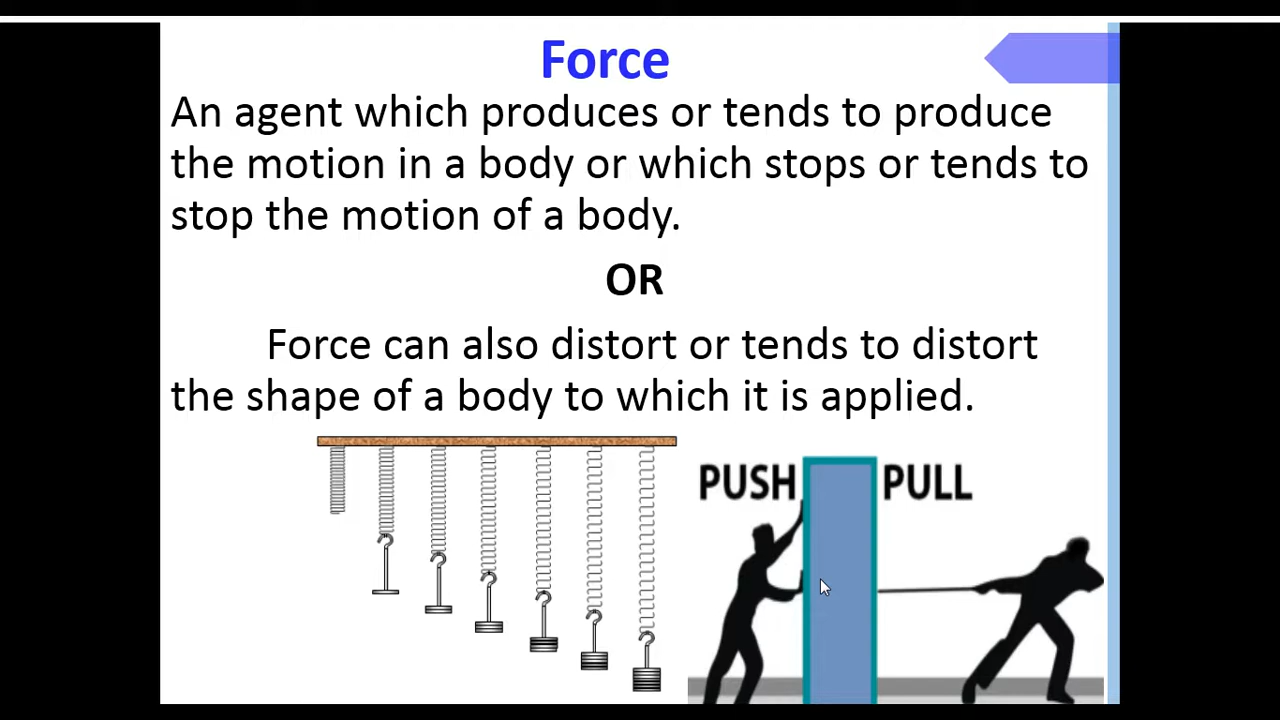 Force
An agent which produces or tends to produce
the motion in a body or which stops or tends to
stop the motion of a body.
OR
Force can also distort or tends to distort
the shape of a body to which it is applied.
PUSH PULL